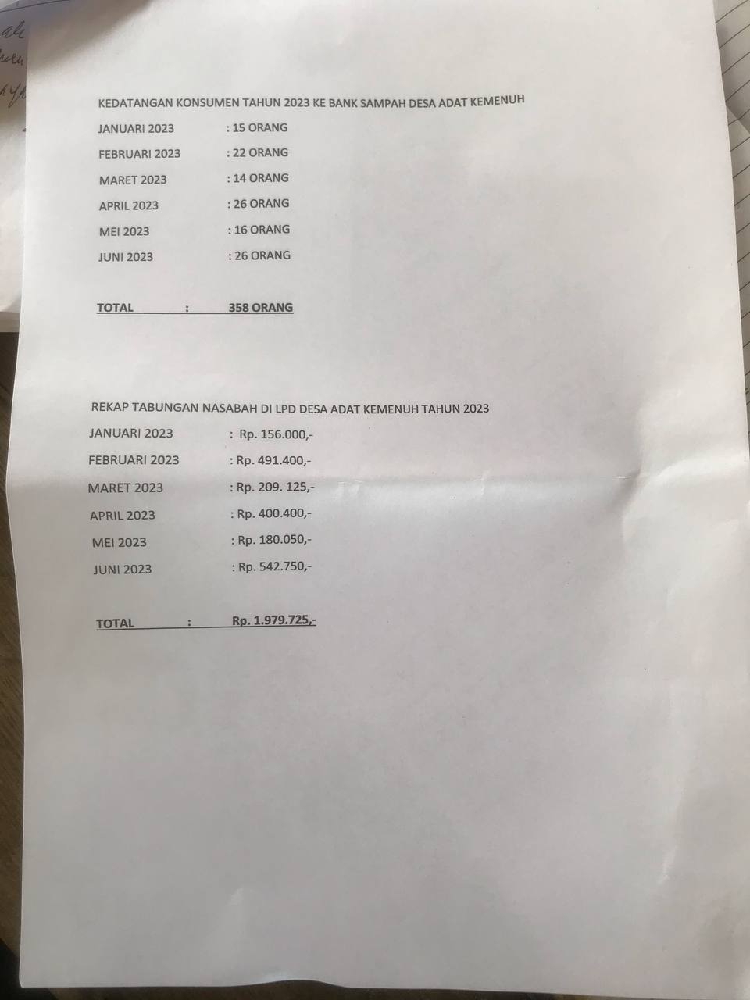 KEDATANGAN KONSUMEN TAHUN 2023 KE BANK SAMPAH DESA ADAT KEMENUH
JANUARI 2023 : 15 ORANG
FEBRUARI 2023 : 22 ORANG
MARET 2023 : 14 ORANG
APRIL 2023 : 26 ORANG
MEI 2023 : 16 ORANG
JUNI 2023 : 26 ORANG
TOTAL : 358 ORANG
REKAP TABUNGAN NASABAH DI LPD DESA ADAT KEMENUH TAHUN 2023
JANUARI 2023 : Rp. 156.000,-
FEBRUARI 2023 : Rp. 491.400,-
MARET 2023 : Rp. 209. 125,-
APRIL 2023 : Rp. 400.400,-
MEI 2023 : Rp. 180.050,-
JUNI 2023 : Rp. 542.750,-
TOTAL : Rp. 1.979.725,-